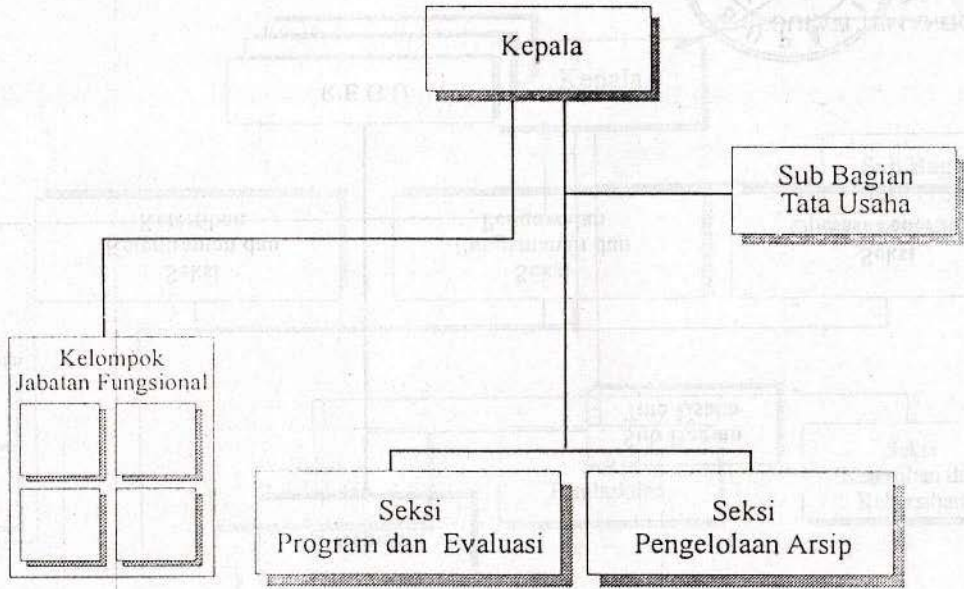 Kepala
Sub Bagian
Tata Usaha
Kelompok
Jabatan Fungsional
Seksi
Program dan Evaluasi
Seksi
Pengelolaan Arsip